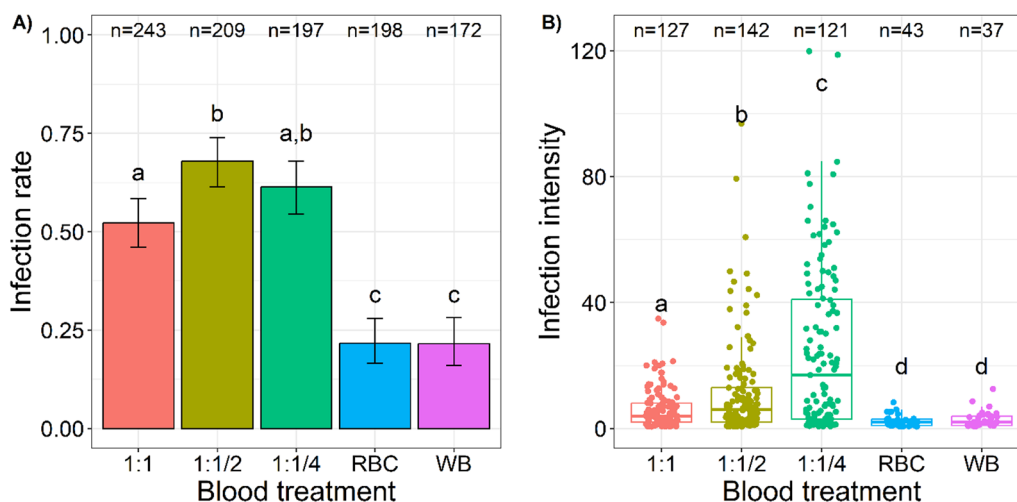 A)
n=243 n=209 n=197 n=198 n=172
1.00
0.75
0.50
0.25
0.00
Infection rate
a
b
a,b
c
c
1:1 1:1/2 1:1/4 RBC WB
Blood treatment
B)
n=127 n=142 n=121 n=43 n=37
120
80
40
0
Infection intensity
a
b
c
d
d
1:1 1:1/2 1:1/4 RBC WB
Blood treatment